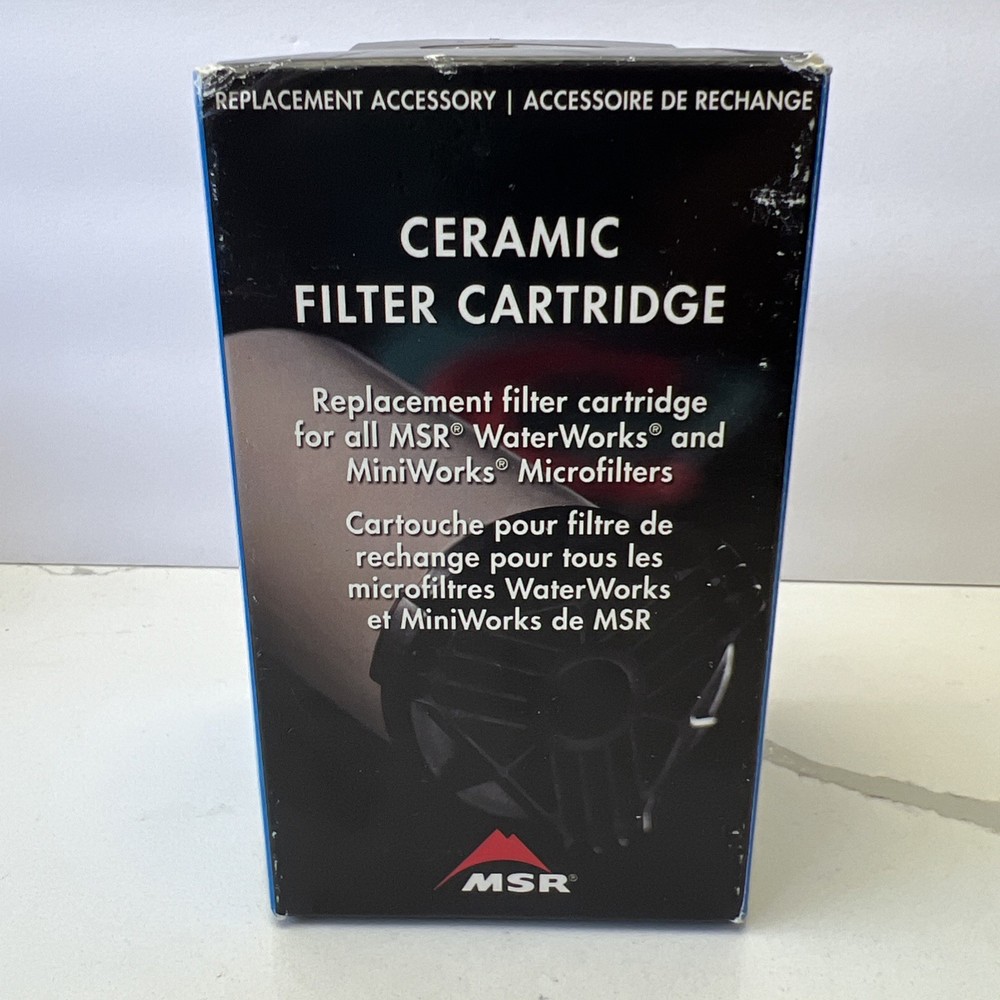 REPLACEMENT ACCESSORY | ACCESSOIRE DE RECHANGE
CERAMIC
FILTER CARTRIDGE
Replacement filter cartridge
for all MSR® WaterWorks® and
MiniWorks® Microfilters
Cartouche pour filtre de
rechange pour tous les
microfiltres WaterWorks
et MiniWorks de MSR
MSR®